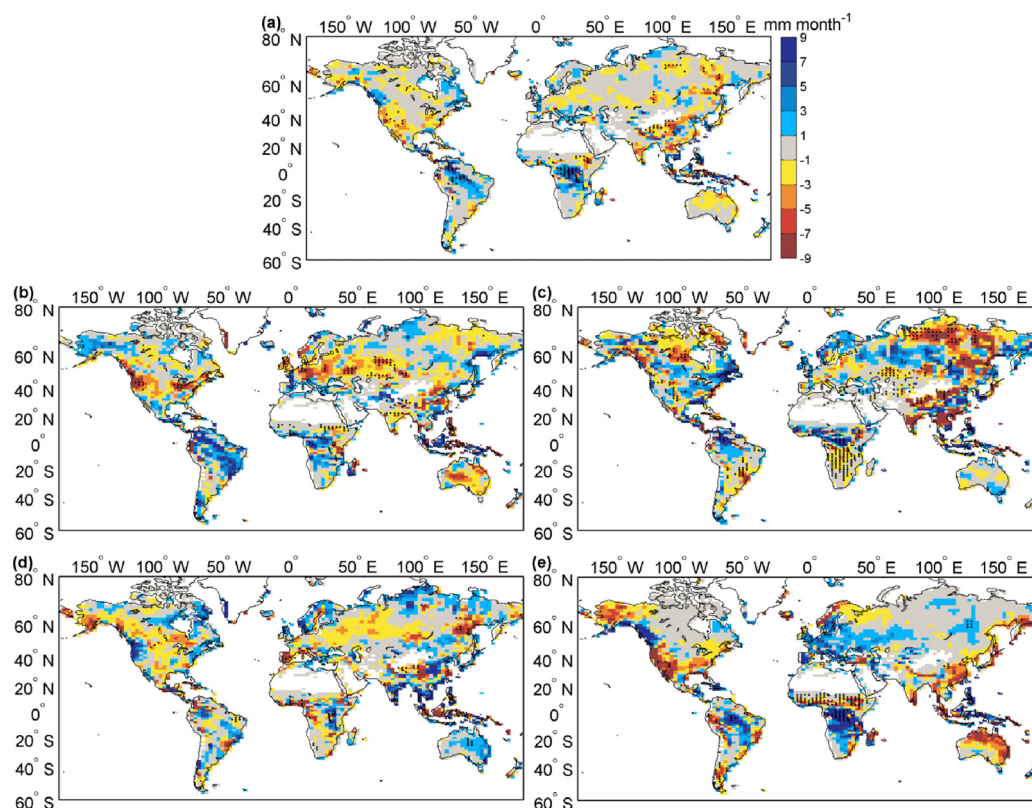 (a) 150° W 100° W 50° W 0° 50° E 100° E 150° E mm month⁻¹
80° N
60° N
40° N
20° N
0°
20° S
40° S
60° S
9
7
5
3
1
-1
-3
-5
-7
-9
(b) 150° W 100° W 50° W 0° 50° E 100° E 150° E
80° N
60° N
40° N
20° N
0°
20° S
40° S
60° S
(c) 150° W 100° W 50° W 0° 50° E 100° E 150° E
80° N
60° N
40° N
20° N
0°
20° S
40° S
60° S
(d) 150° W 100° W 50° W 0° 50° E 100° E 150° E
80° N
60° N
40° N
20° N
0°
20° S
40° S
60° S
(e) 150° W 100° W 50° W 0° 50° E 100° E 150° E
80° N
60° N
40° N
20° N
0°
20° S
40° S
60° S